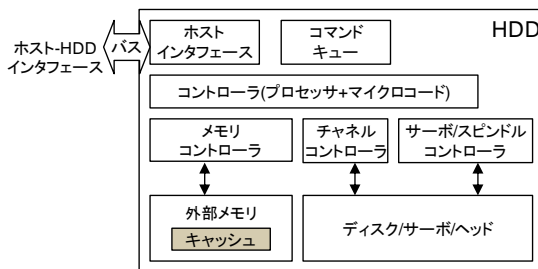 HDD
ホスト-HDD
インタフェース
バス
ホスト
インタフェース
コマンド
キュー
コントローラ(プロセッサ+マイクロコード)
メモリ
コントローラ
チャネル
コントローラ
サーボ/スピンドル
コントローラ
外部メモリ
キャッシュ
ディスク/サーボ/ヘッド